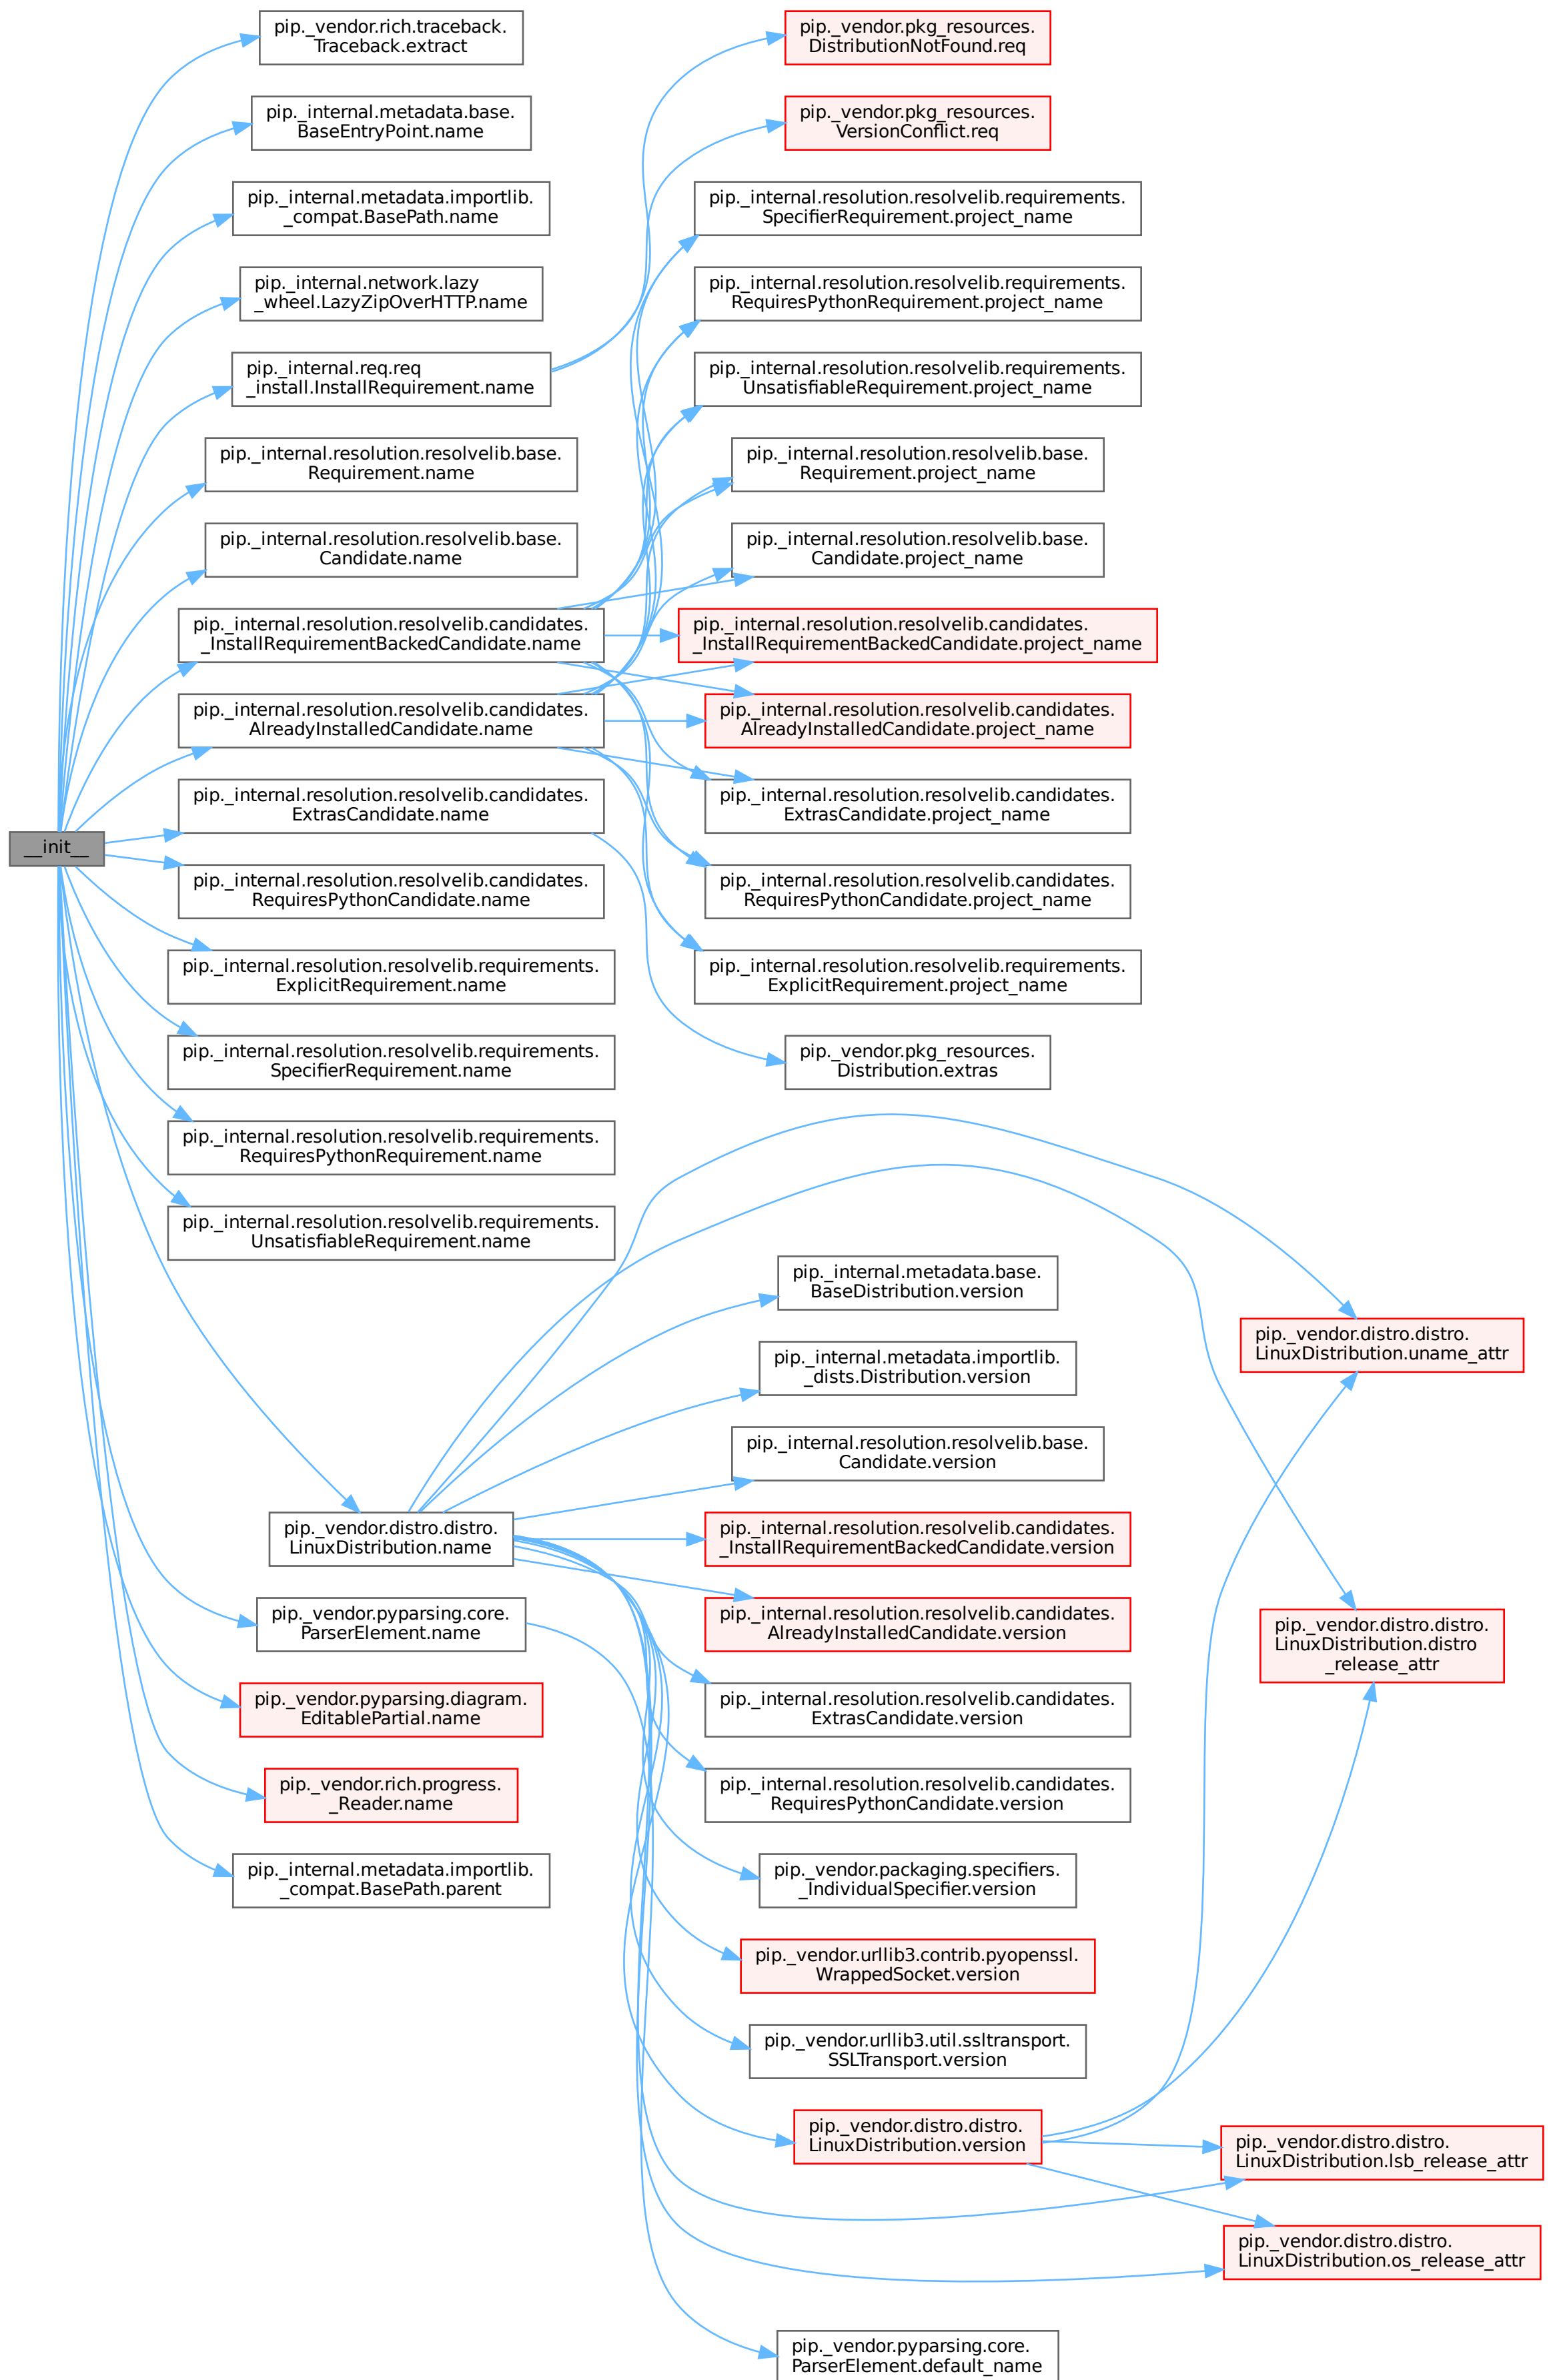 __init__
pip._vendor.rich.traceback.
Traceback.extract
pip._internal.metadata.base.
BaseEntryPoint.name
pip._internal.metadata.importlib.
_compat.BasePath.name
pip._internal.network.lazy
_wheel.LazyZipOverHTTP.name
pip._internal.req.req
_install.InstallRequirement.name
pip._internal.resolution.resolvelib.base.
Requirement.name
pip._internal.resolution.resolvelib.base.
Candidate.name
pip._internal.resolution.resolvelib.candidates.
_InstallRequirementBackedCandidate.name
pip._internal.resolution.resolvelib.candidates.
AlreadyInstalledCandidate.name
pip._internal.resolution.resolvelib.candidates.
ExtrasCandidate.name
pip._internal.resolution.resolvelib.candidates.
RequiresPythonCandidate.name
pip._internal.resolution.resolvelib.requirements.
ExplicitRequirement.name
pip._internal.resolution.resolvelib.requirements.
SpecifierRequirement.name
pip._internal.resolution.resolvelib.requirements.
RequiresPythonRequirement.name
pip._internal.resolution.resolvelib.requirements.
UnsatisfiableRequirement.name
pip._vendor.distro.distro.
LinuxDistribution.name
pip._vendor.pyparsing.core.
ParserElement.name
pip._vendor.pyparsing.diagram.
EditablePartial.name
pip._vendor.rich.progress.
_Reader.name
pip._internal.metadata.importlib.
_compat.BasePath.parent
pip._vendor.pkg_resources.
DistributionNotFound.req
pip._vendor.pkg_resources.
VersionConflict.req
pip._internal.resolution.resolvelib.requirements.
SpecifierRequirement.project_name
pip._internal.resolution.resolvelib.requirements.
RequiresPythonRequirement.project_name
pip._internal.resolution.resolvelib.requirements.
UnsatisfiableRequirement.project_name
pip._internal.resolution.resolvelib.base.
Requirement.project_name
pip._internal.resolution.resolvelib.base.
Candidate.project_name
pip._internal.resolution.resolvelib.candidates.
_InstallRequirementBackedCandidate.project_name
pip._internal.resolution.resolvelib.candidates.
AlreadyInstalledCandidate.project_name
pip._internal.resolution.resolvelib.candidates.
ExtrasCandidate.project_name
pip._internal.resolution.resolvelib.candidates.
RequiresPythonCandidate.project_name
pip._internal.resolution.resolvelib.requirements.
ExplicitRequirement.project_name
pip._vendor.pkg_resources.
Distribution.extras
pip._internal.metadata.base.
BaseDistribution.version
pip._internal.metadata.importlib.
_dists.Distribution.version
pip._internal.resolution.resolvelib.base.
Candidate.version
pip._internal.resolution.resolvelib.candidates.
_InstallRequirementBackedCandidate.version
pip._internal.resolution.resolvelib.candidates.
AlreadyInstalledCandidate.version
pip._internal.resolution.resolvelib.candidates.
ExtrasCandidate.version
pip._internal.resolution.resolvelib.candidates.
RequiresPythonCandidate.version
pip._vendor.packaging.specifiers.
_IndividualSpecifier.version
pip._vendor.urllib3.contrib.pyopenssl.
WrappedSocket.version
pip._vendor.urllib3.util.ssltransport.
SSLTransport.version
pip._vendor.distro.distro.
LinuxDistribution.version
pip._vendor.pyparsing.core.
ParserElement.default_name
pip._vendor.distro.distro.
LinuxDistribution.uname_attr
pip._vendor.distro.distro.
LinuxDistribution.distro
_release_attr
pip._vendor.distro.distro.
LinuxDistribution.lsb_release_attr
pip._vendor.distro.distro.
LinuxDistribution.os_release_attr